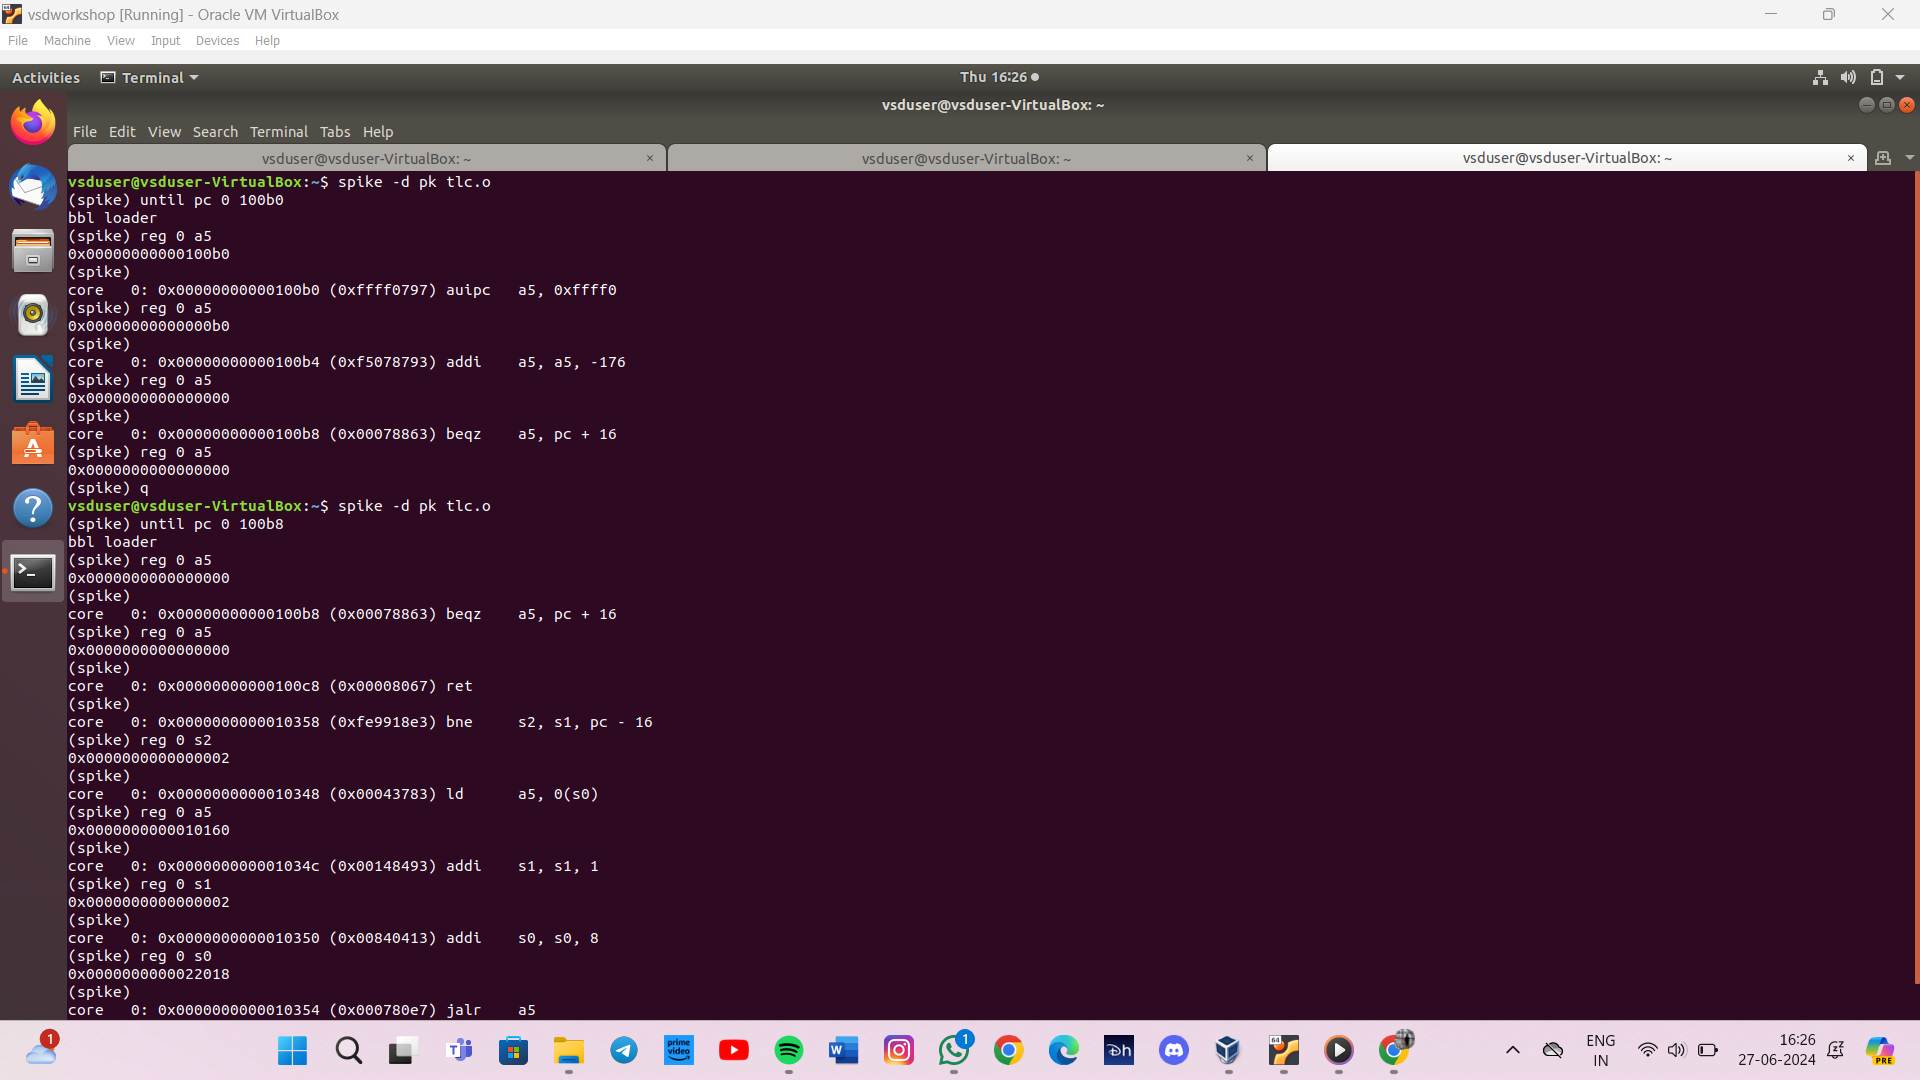 vsdworkshop [Running] - Oracle VM VirtualBox
File Machine View Input Devices Help
Activities Terminal Thu 16:26
vsduser@vsduser-VirtualBox: ~
File Edit View Search Terminal Tabs Help
vsduser@vsduser-VirtualBox: ~ × vsduser@vsduser-VirtualBox: ~ × vsduser@vsduser-VirtualBox: ~ ×
vsduser@vsduser-VirtualBox:~$ spike -d pk tlc.o
(spike) until pc 0 100b0
bbl loader
(spike) reg 0 a5
0x00000000000100b0
(spike)
core   0: 0x00000000000100b0 (0xffff0797) auipc   a5, 0xffff0
(spike) reg 0 a5
0x00000000000000b0
(spike)
core   0: 0x00000000000100b4 (0xf5078793) addi    a5, a5, -176
(spike) reg 0 a5
0x0000000000000000
(spike)
core   0: 0x00000000000100b8 (0x00078863) beqz    a5, pc + 16
(spike) reg 0 a5
0x0000000000000000
(spike) q
vsduser@vsduser-VirtualBox:~$ spike -d pk tlc.o
(spike) until pc 0 100b8
bbl loader
(spike) reg 0 a5
0x0000000000000000
(spike)
core   0: 0x00000000000100b8 (0x00078863) beqz    a5, pc + 16
(spike) reg 0 a5
0x0000000000000000
(spike)
core   0: 0x00000000000100c8 (0x00008067) ret
(spike)
core   0: 0x0000000000010358 (0xfe9918e3) bne     s2, s1, pc - 16
(spike) reg 0 s2
0x0000000000000002
(spike)
core   0: 0x0000000000010348 (0x00043783) ld      a5, 0(s0)
(spike) reg 0 a5
0x0000000000010160
(spike)
core   0: 0x000000000001034c (0x00148493) addi    s1, s1, 1
(spike) reg 0 s1
0x0000000000000002
(spike)
core   0: 0x0000000000010350 (0x00840413) addi    s0, s0, 8
(spike) reg 0 s0
0x0000000000022018
(spike)
core   0: 0x0000000000010354 (0x000780e7) jalr    a5
1
prime video
W
1
64
ENG
IN
16:26
27-06-2024
PRE